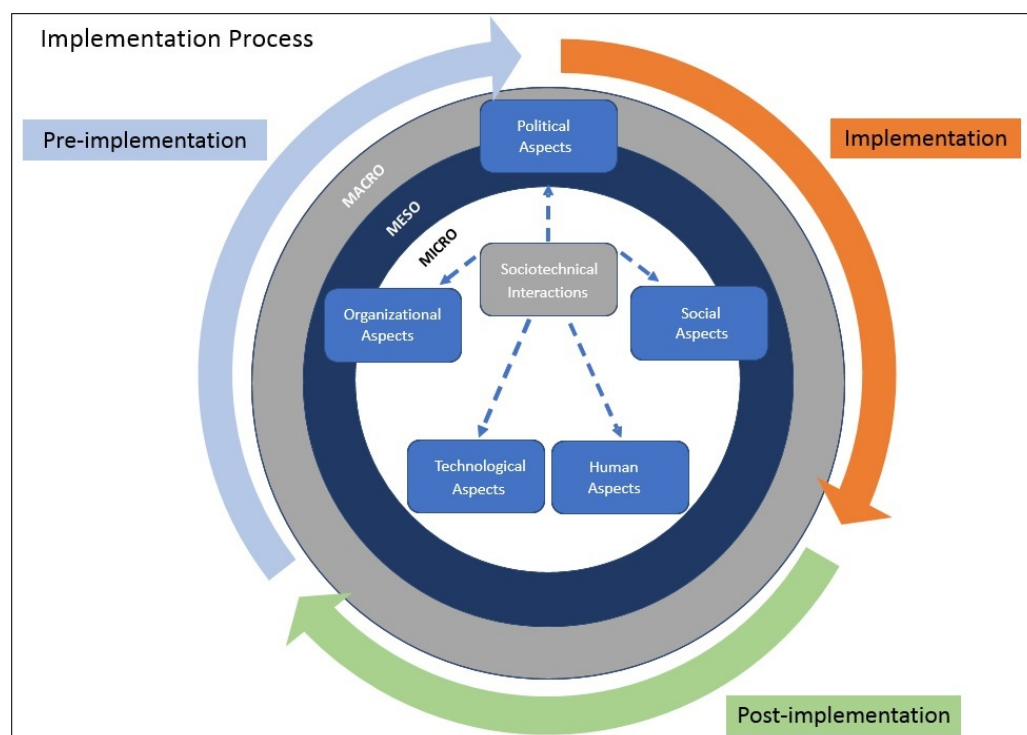 Implementation Process
Pre-implementation
Implementation
Political
Aspects
MACRO
MESO
MICRO
Sociotechnical
Interactions
Organizational
Aspects
Social
Aspects
Technological
Aspects
Human
Aspects
Post-implementation